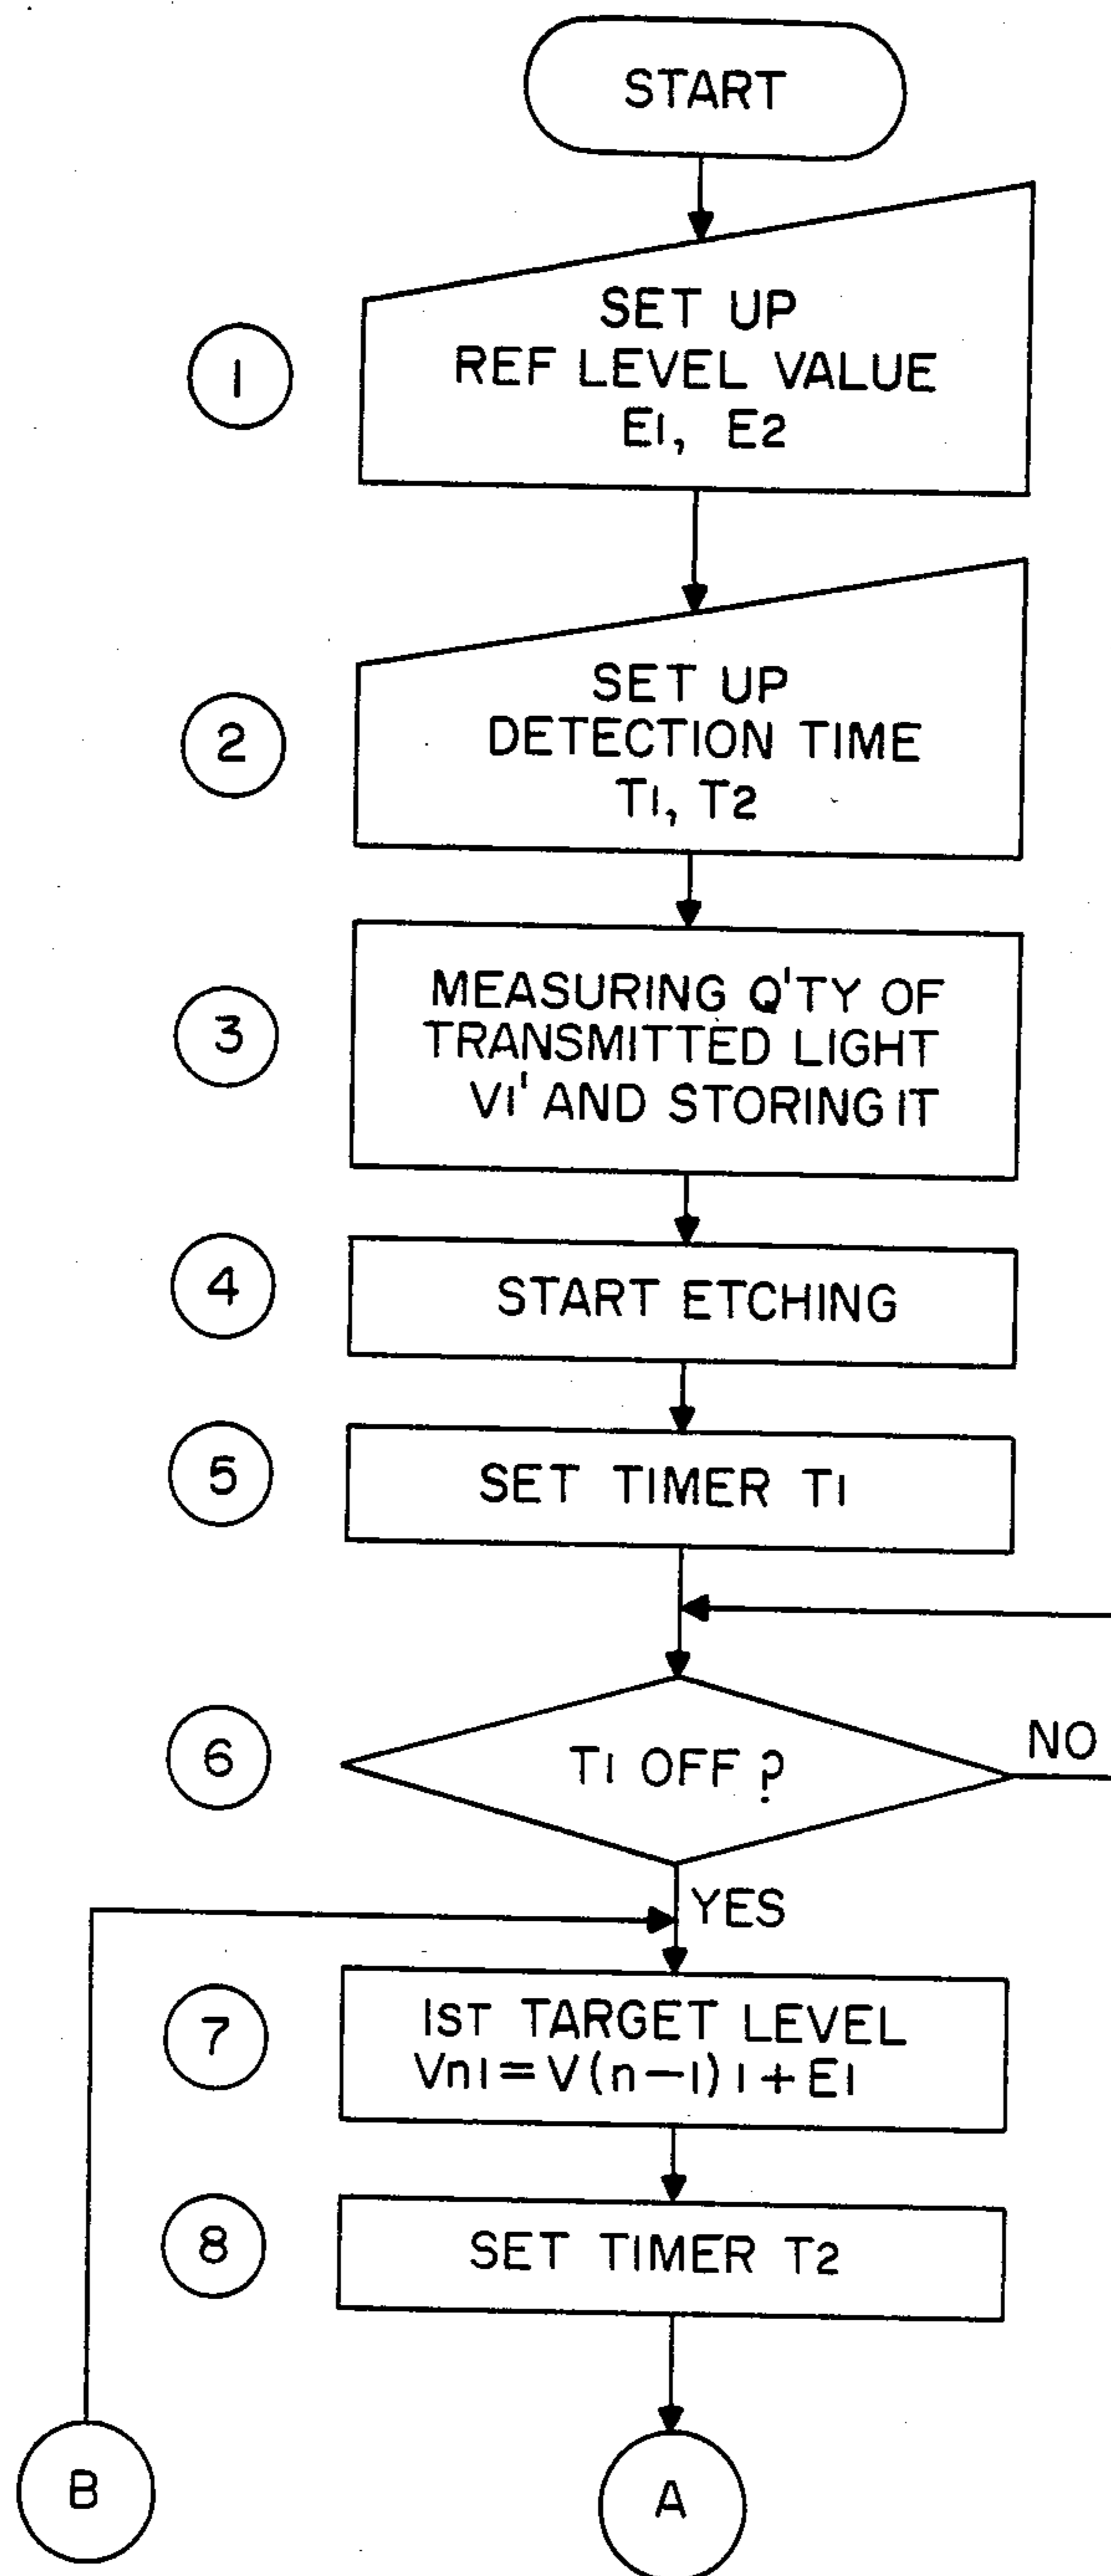 START
1
SET UP
REF LEVEL VALUE
E1, E2
2
SET UP
DETECTION TIME
T1, T2
3
MEASURING Q'TY OF
TRANSMITTED LIGHT
V1' AND STORING IT
4
START ETCHING
5
SET TIMER T1
6
T1 OFF ?
NO
YES
7
1ST TARGET LEVEL
Vn1=V(n-1)1+E1
8
SET TIMER T2
B
A